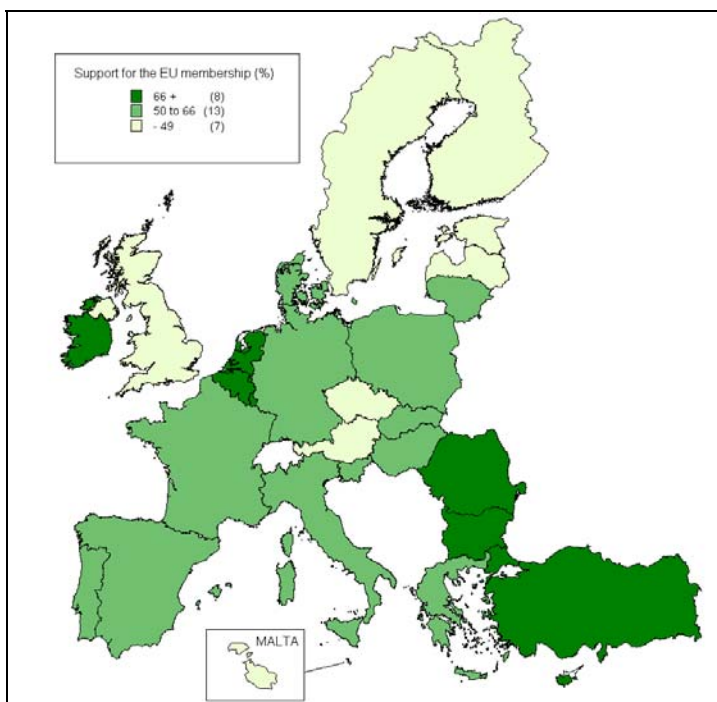 Support for the EU membership (%)
66 + (8)
50 to 66 (13)
- 49 (7)
MALTA